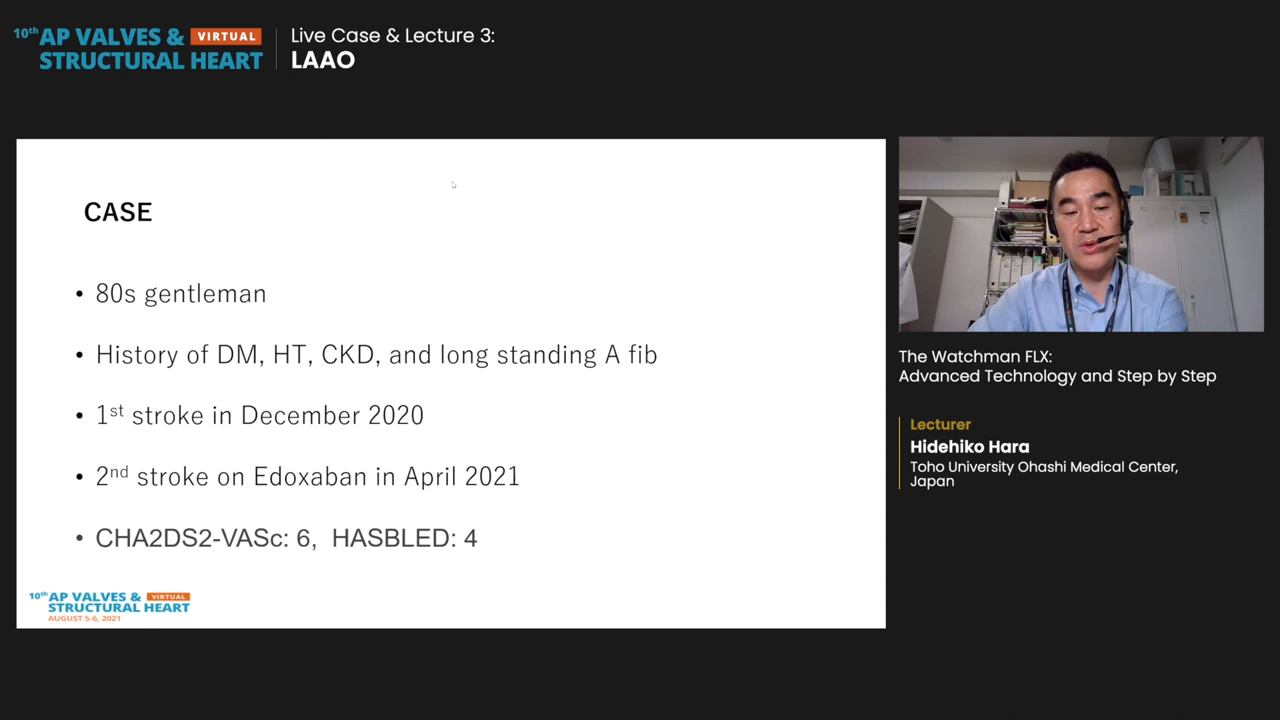 10th AP VALVES & VIRTUAL
STRUCTURAL HEART
Live Case & Lecture 3:
LAAO
CASE
• 80s gentleman
• History of DM, HT, CKD, and long standing A fib
• 1st stroke in December 2020
• 2nd stroke on Edoxaban in April 2021
• CHA2DS2-VASc: 6, HASBLED: 4
10th AP VALVES & VIRTUAL
STRUCTURAL HEART
AUGUST 5-6, 2021
The Watchman FLX:
Advanced Technology and Step by Step
Lecturer
Hidehiko Hara
Toho University Ohashi Medical Center,
Japan